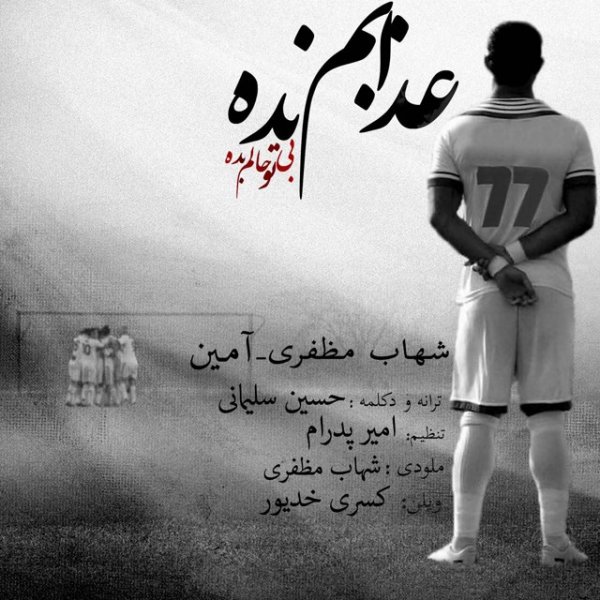 عذابم نده
بی تو حالم بده
77
شهاب مظفری-آمین
ترانه و دکلمه : حسین سلیمانی
تنظیم: امیر پدرام
ملودی : شهاب مظفری
ویلن: کسری خدیور